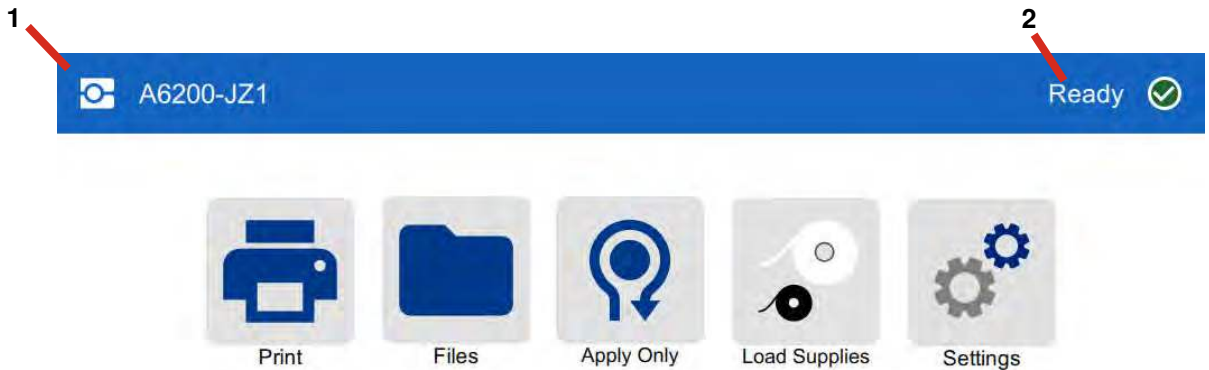 1
2
A6200-JZ1
Ready
Print
Files
Apply Only
Load Supplies
Settings